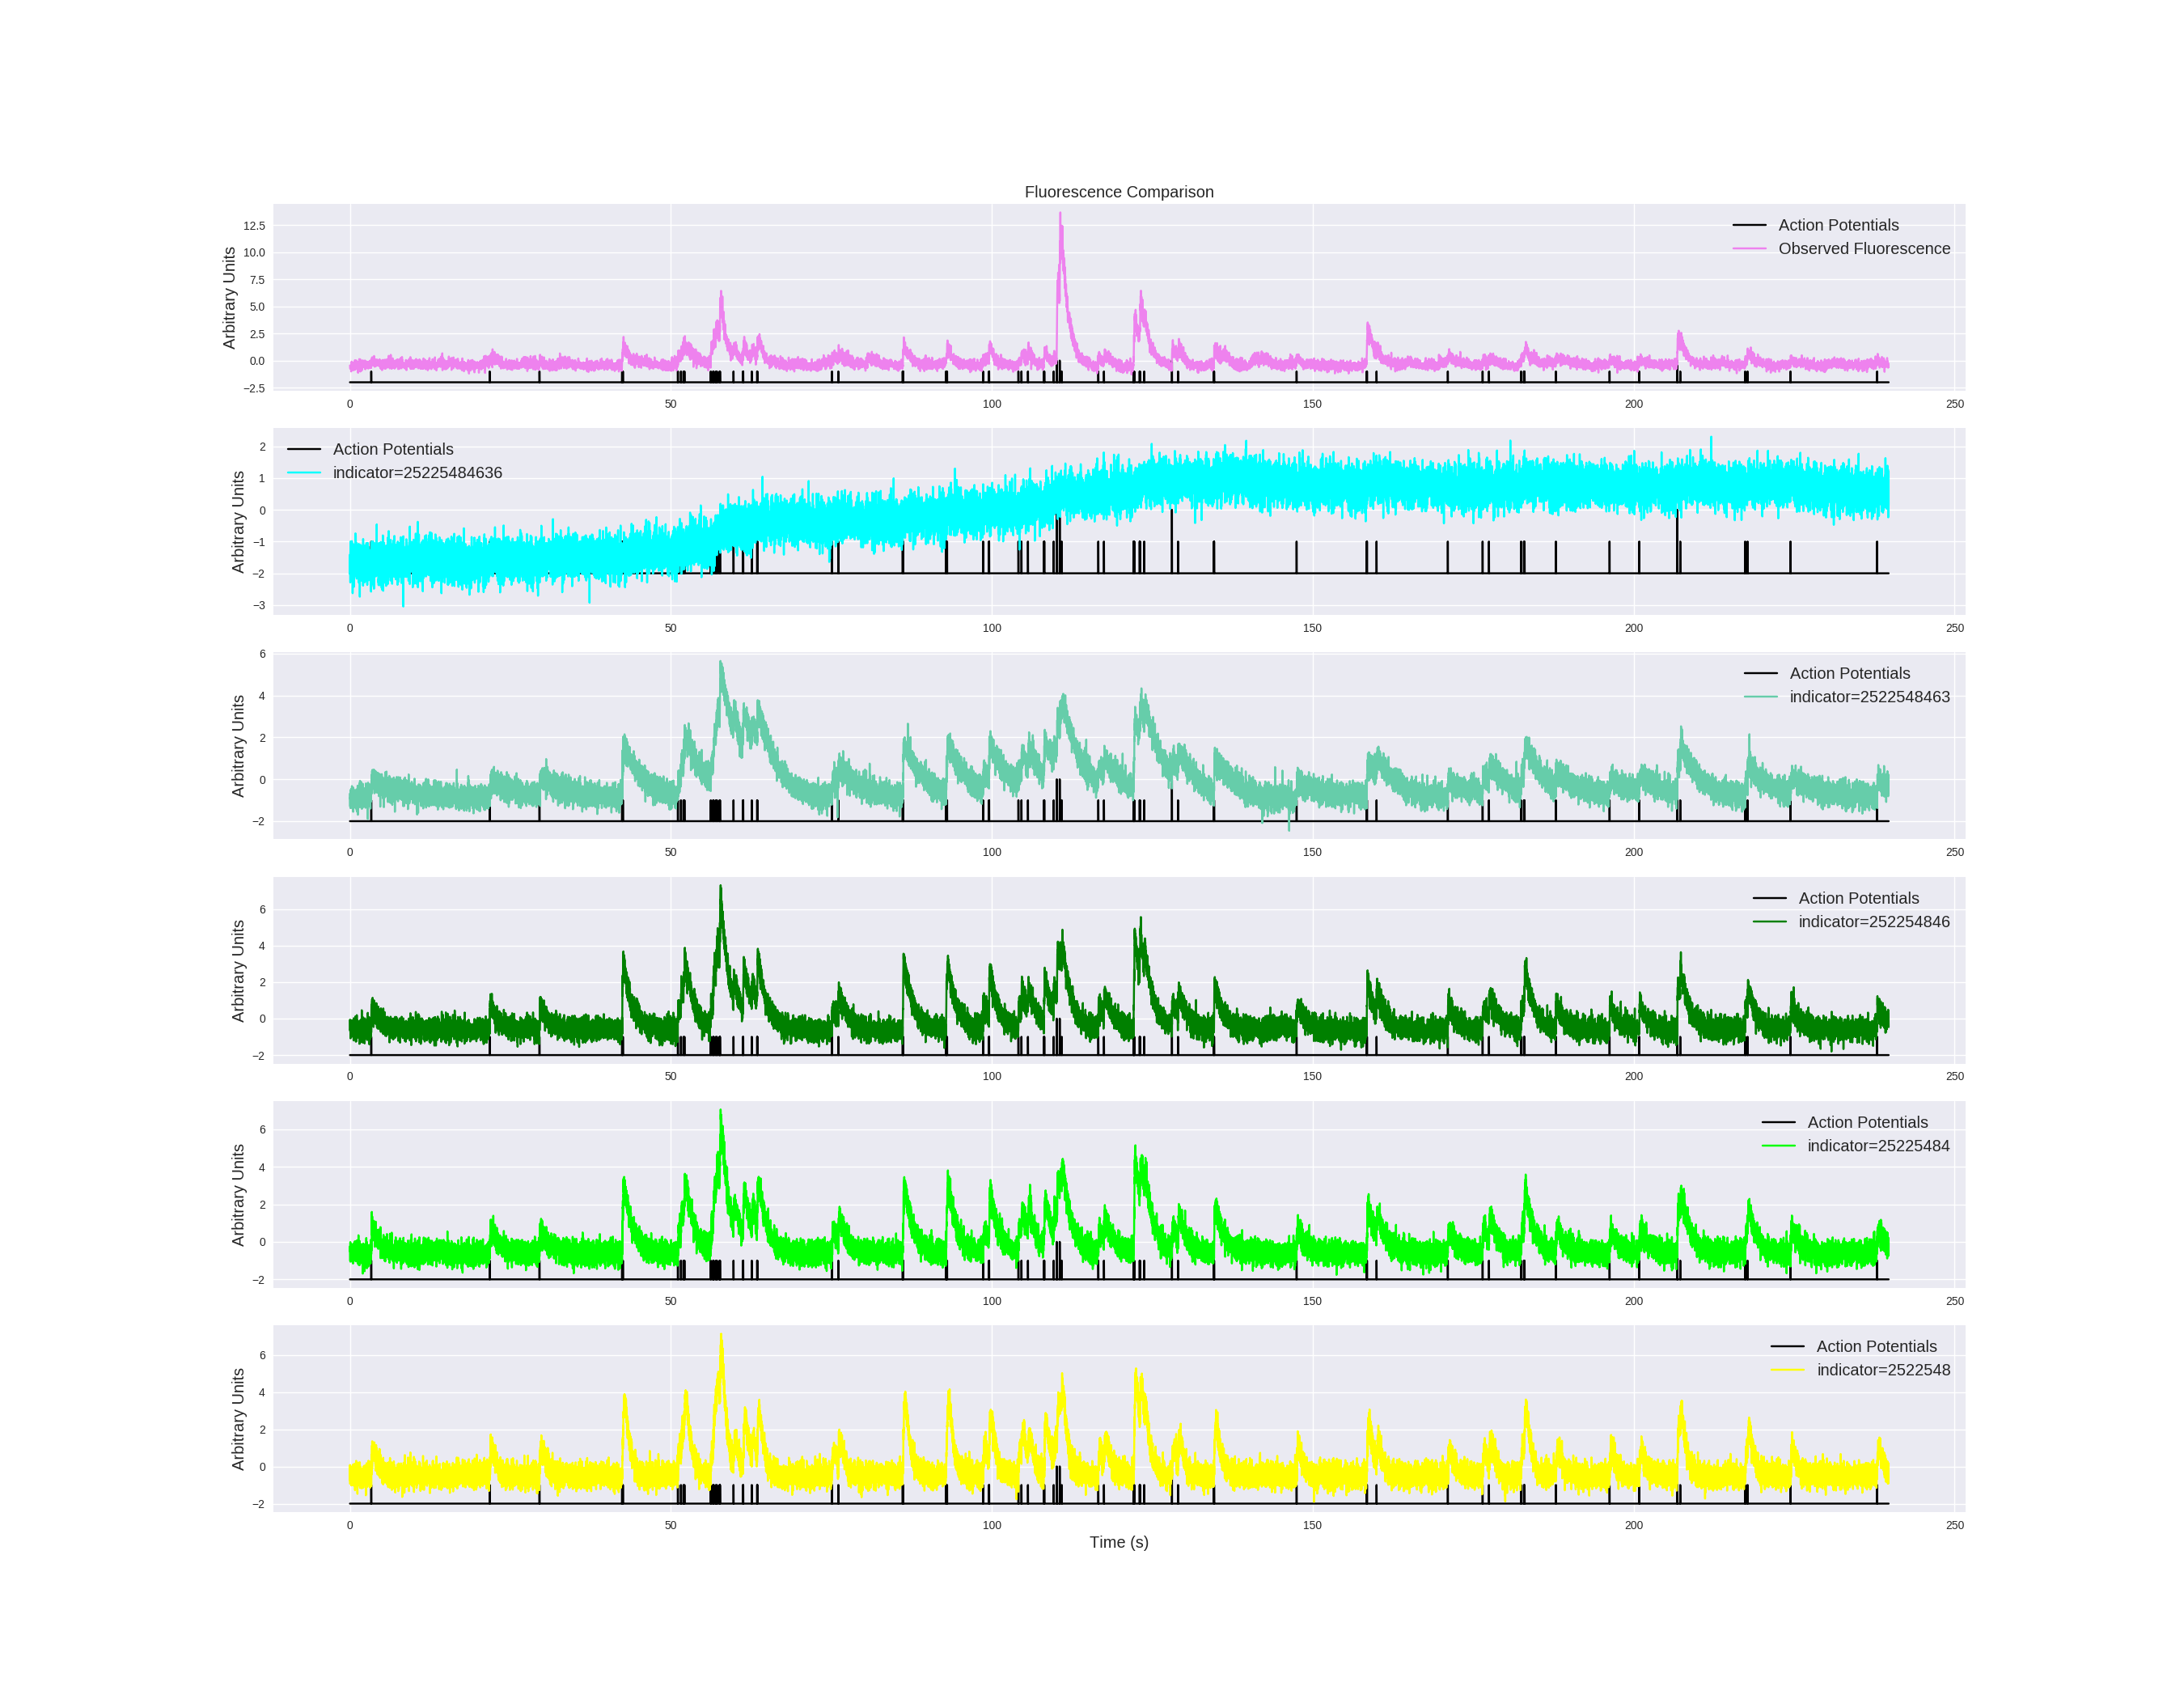 Fluorescence Comparison
Arbitrary Units
12.5
10.0
7.5
5.0
2.5
0.0
−2.5
Action Potentials
Observed Fluorescence
0 50 100 150 200 250
Arbitrary Units
2
1
0
−1
−2
−3
Action Potentials
indicator=25225484636
0 50 100 150 200 250
Arbitrary Units
6
4
2
0
−2
Action Potentials
indicator=2522548463
0 50 100 150 200 250
Arbitrary Units
6
4
2
0
−2
Action Potentials
indicator=252254846
0 50 100 150 200 250
Arbitrary Units
6
4
2
0
−2
Action Potentials
indicator=25225484
0 50 100 150 200 250
Arbitrary Units
6
4
2
0
−2
Action Potentials
indicator=2522548
0 50 100 150 200 250
Time (s)